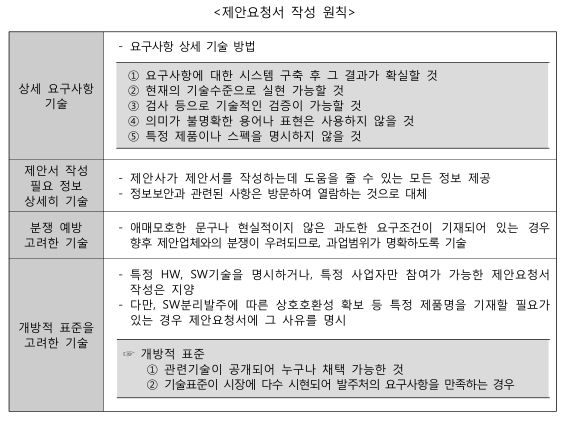 <제안요청서 작성 원칙>
상세 요구사항
기술
- 요구사항 상세 기술 방법
① 요구사항에 대한 시스템 구축 후 그 결과가 확실할 것
② 현재의 기술수준으로 실현 가능할 것
③ 검사 등으로 기술적인 검증이 가능할 것
④ 의미가 불명확한 용어나 표현은 사용하지 않을 것
⑤ 특정 제품이나 스펙을 명시하지 않을 것
제안서 작성
필요 정보
상세히 기술
- 제안사가 제안서를 작성하는데 도움을 줄 수 있는 모든 정보 제공
- 정보보안과 관련된 사항은 방문하여 열람하는 것으로 대체
분쟁 예방
고려한 기술
- 애매모호한 문구나 현실적이지 않은 과도한 요구조건이 기재되어 있는 경우
향후 제안업체와의 분쟁이 우려되므로, 과업범위가 명확하도록 기술
개방적 표준을
고려한 기술
- 특정 HW, SW기술을 명시하거나, 특정 사업자만 참여가 가능한 제안요청서
작성은 지양
- 다만, SW분리발주에 따른 상호호환성 확보 등 특정 제품명을 기재할 필요가
있는 경우 제안요청서에 그 사유를 명시
☞ 개방적 표준
① 관련기술이 공개되어 누구나 채택 가능한 것
② 기술표준이 시장에 다수 시현되어 발주처의 요구사항을 만족하는 경우